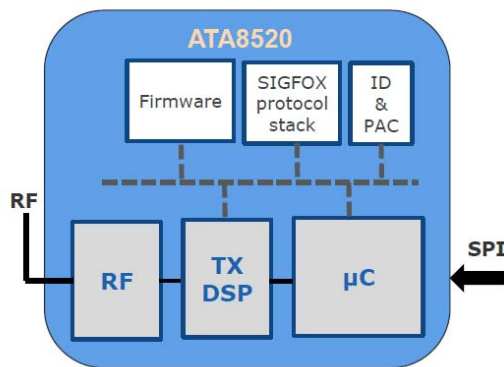 ATA8520
Firmware
SIGFOX
protocol
stack
ID
&
PAC
RF
RF
TX
DSP
µC
SPI